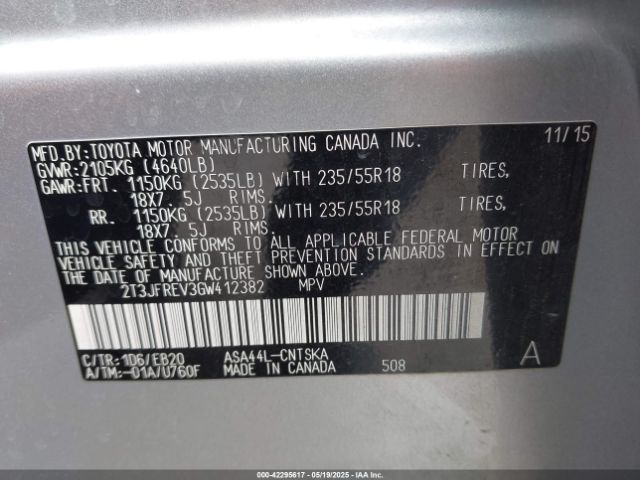 MFD.BY:TOYOTA MOTOR MANUFACTURING CANADA INC. 11/15
GVWR:2105KG (4640LB)
GAWR:FRT. 1150KG (2535LB) WITH 235/55R18 TIRES,
18X7. 5J RIMS.
RR. 1150KG (2535LB) WITH 235/55R18 TIRES,
18X7. 5J RIMS.
THIS VEHICLE CONFORMS TO ALL APPLICABLE FEDERAL MOTOR
VEHICLE SAFETY, BUMPER, AND THEFT PREVENTION STANDARDS IN EFFECT ON
THE DATE OF MANUFACTURE SHOWN ABOVE.
2T3JFREV3GW412382 MPV
C/TR:1D6/EB20 ASA44L-CNTSKA
A/TM:-01A/U760F MADE IN CANADA 508 A
000-42295617 - 05/19/2025 - IAAI.COM